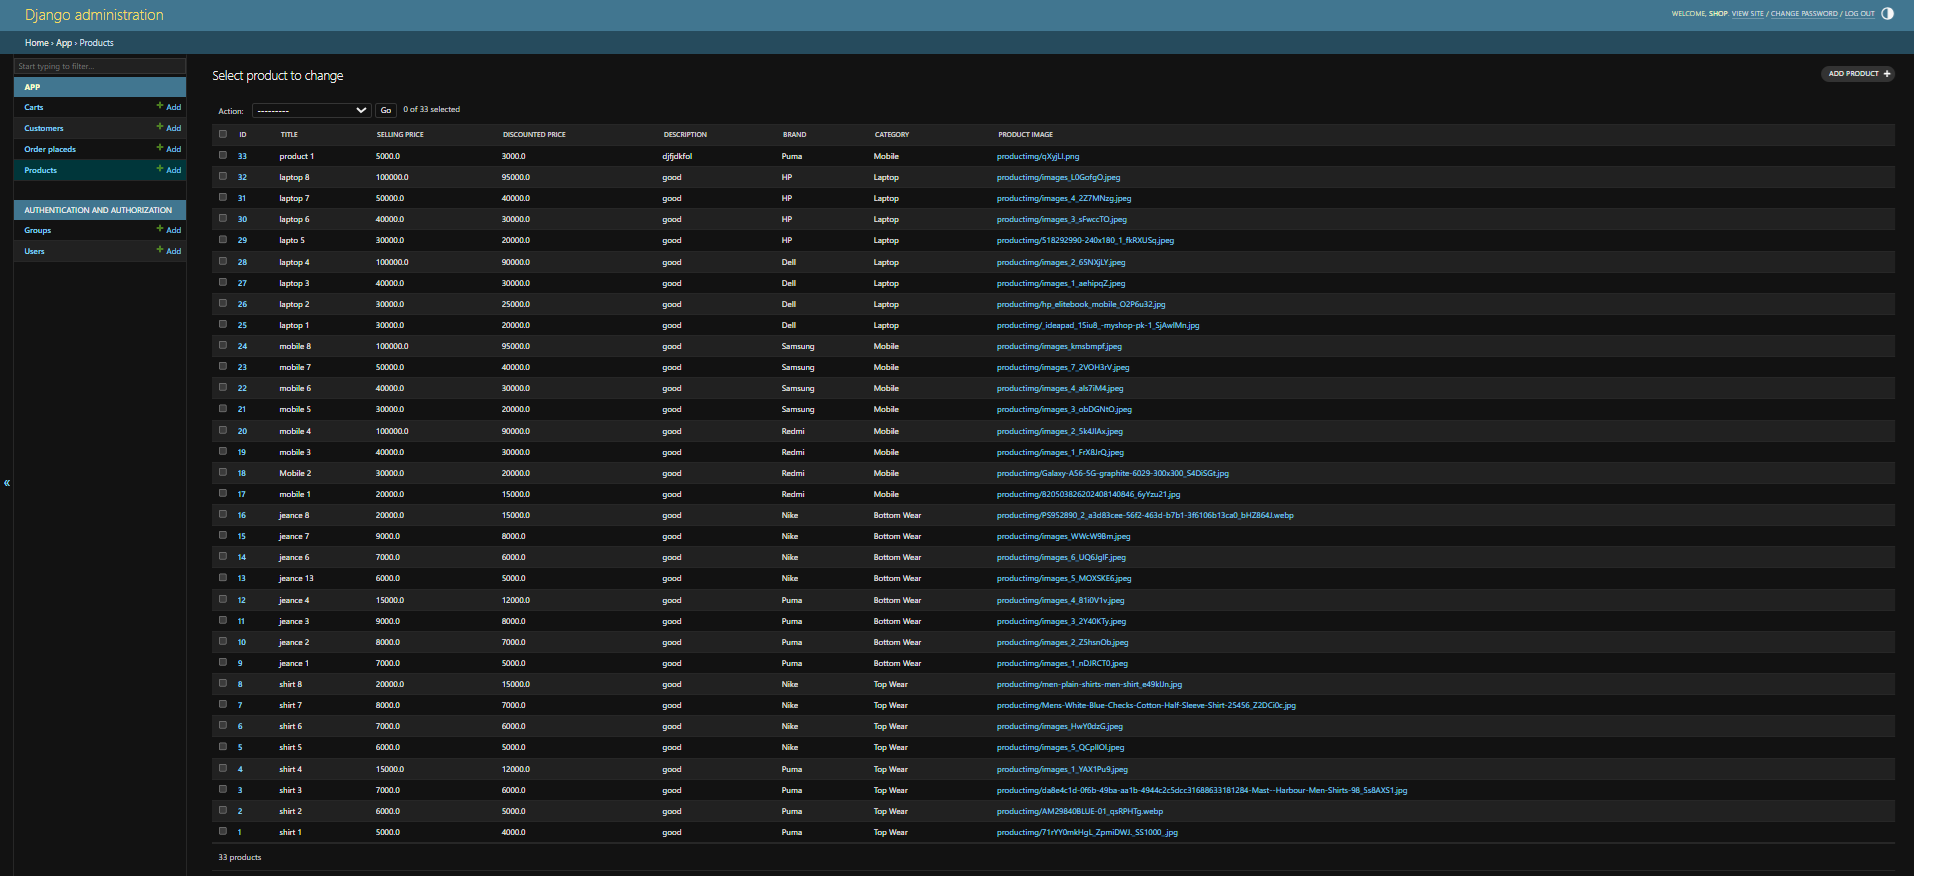 Django administration
WELCOME, SHOP. VIEW SITE / CHANGE PASSWORD / LOG OUT
Home › App › Products
Start typing to filter...
APP
Carts + Add
Customers + Add
Order placeds + Add
Products + Add
AUTHENTICATION AND AUTHORIZATION
Groups + Add
Users + Add
«
Select product to change
ADD PRODUCT +
Action: --------- Go 0 of 33 selected
ID TITLE SELLING PRICE DISCOUNTED PRICE DESCRIPTION BRAND CATEGORY PRODUCT IMAGE
33 product 1 5000.0 3000.0 djfjdkfol Puma Mobile productimg/qXyjLI.png
32 laptop 8 100000.0 95000.0 good HP Laptop productimg/images_L0GofgO.jpeg
31 laptop 7 50000.0 40000.0 good HP Laptop productimg/images_4_2Z7MNzg.jpeg
30 laptop 6 40000.0 30000.0 good HP Laptop productimg/images_3_sFwccTO.jpeg
29 lapto 5 30000.0 20000.0 good HP Laptop productimg/518292990-240x180_1_fkRXUSq.jpeg
28 laptop 4 100000.0 90000.0 good Dell Laptop productimg/images_2_65NXjLY.jpeg
27 laptop 3 40000.0 30000.0 good Dell Laptop productimg/images_1_aehipqZ.jpeg
26 laptop 2 30000.0 25000.0 good Dell Laptop productimg/hp_elitebook_mobile_O2P6u32.jpg
25 laptop 1 30000.0 20000.0 good Dell Laptop productimg/_ideapad_15iu8_-myshop-pk-1_SjAwlMn.jpg
24 mobile 8 100000.0 95000.0 good Samsung Mobile productimg/images_kmsbmpf.jpeg
23 mobile 7 50000.0 40000.0 good Samsung Mobile productimg/images_7_2VOH3rV.jpeg
22 mobile 6 40000.0 30000.0 good Samsung Mobile productimg/images_4_als7iM4.jpeg
21 mobile 5 30000.0 20000.0 good Samsung Mobile productimg/images_3_obDGNtO.jpeg
20 mobile 4 100000.0 90000.0 good Redmi Mobile productimg/images_2_5k4JIAx.jpeg
19 mobile 3 40000.0 30000.0 good Redmi Mobile productimg/images_1_FrX8JrQ.jpeg
18 Mobile 2 30000.0 20000.0 good Redmi Mobile productimg/Galaxy-A56-5G-graphite-6029-300x300_S4DiSGt.jpg
17 mobile 1 20000.0 15000.0 good Redmi Mobile productimg/820503826202408140846_6yYzu21.jpg
16 jeance 8 20000.0 15000.0 good Nike Bottom Wear productimg/PS952890_2_a3d83cee-56f2-463d-b7b1-3f6106b13ca0_bHZ864J.webp
15 jeance 7 9000.0 8000.0 good Nike Bottom Wear productimg/images_WWcW9Bm.jpeg
14 jeance 6 7000.0 6000.0 good Nike Bottom Wear productimg/images_6_UQ6JglF.jpeg
13 jeance 13 6000.0 5000.0 good Nike Bottom Wear productimg/images_5_MOXSKE6.jpeg
12 jeance 4 15000.0 12000.0 good Puma Bottom Wear productimg/images_4_81i0V1v.jpeg
11 jeance 3 9000.0 8000.0 good Puma Bottom Wear productimg/images_3_2Y40KTy.jpeg
10 jeance 2 8000.0 7000.0 good Puma Bottom Wear productimg/images_2_Z5hsnOb.jpeg
9 jeance 1 7000.0 5000.0 good Puma Bottom Wear productimg/images_1_nDJRCT0.jpeg
8 shirt 8 20000.0 15000.0 good Nike Top Wear productimg/men-plain-shirts-men-shirt_e49klJn.jpg
7 shirt 7 8000.0 7000.0 good Nike Top Wear productimg/Mens-White-Blue-Checks-Cotton-Half-Sleeve-Shirt-25456_Z2DCi0c.jpg
6 shirt 6 7000.0 6000.0 good Nike Top Wear productimg/images_HwY0dzG.jpeg
5 shirt 5 6000.0 5000.0 good Nike Top Wear productimg/images_5_QCpllOl.jpeg
4 shirt 4 15000.0 12000.0 good Puma Top Wear productimg/images_1_YAX1Pu9.jpeg
3 shirt 3 7000.0 6000.0 good Puma Top Wear productimg/da8e4c1d-0f6b-49ba-aa1b-4944c2c5dcc31688633181284-Mast--Harbour-Men-Shirts-98_5s8AXS1.jpg
2 shirt 2 6000.0 5000.0 good Puma Top Wear productimg/AM29840BLUE-01_qsRPHTg.webp
1 shirt 1 5000.0 4000.0 good Puma Top Wear productimg/71rYY0mkHgL_ZpmiDWJ._SS1000_.jpg
33 products